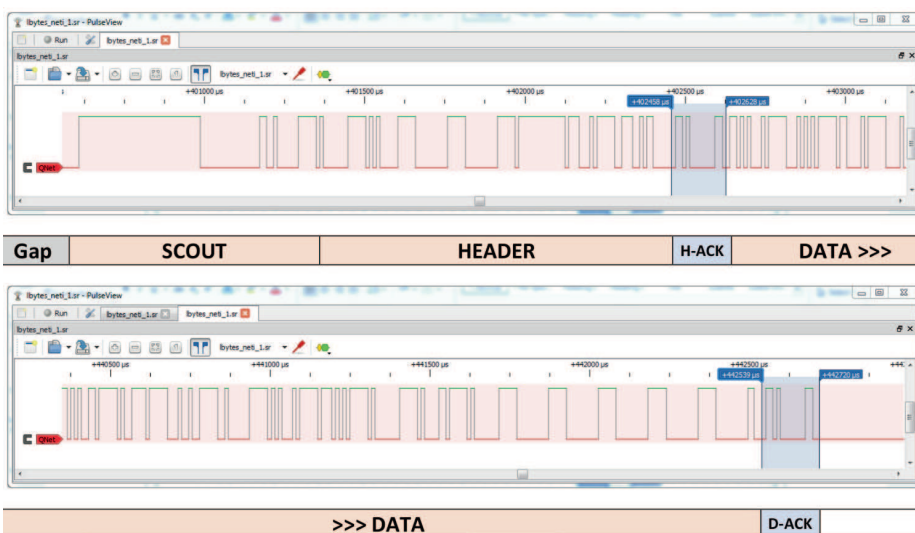 lbytes_neti_1.sr - PulseView
Run lbytes_neti_1.sr
lbytes_neti_1.sr
lbytes_neti_1.sr
+401000 µs +401500 µs +402000 µs +402500 µs +403000 µs
+402458 µs +402628 µs
QNet
Gap SCOUT HEADER H-ACK DATA >>>
lbytes_neti_1.sr - PulseView
Run lbytes_neti_1.sr lbytes_neti_1.sr
lbytes_neti_1.sr
lbytes_neti_1.sr
+440500 µs +441000 µs +441500 µs +442000 µs +442500 µs
+442539 µs +442720 µs
QNet
>>> DATA D-ACK